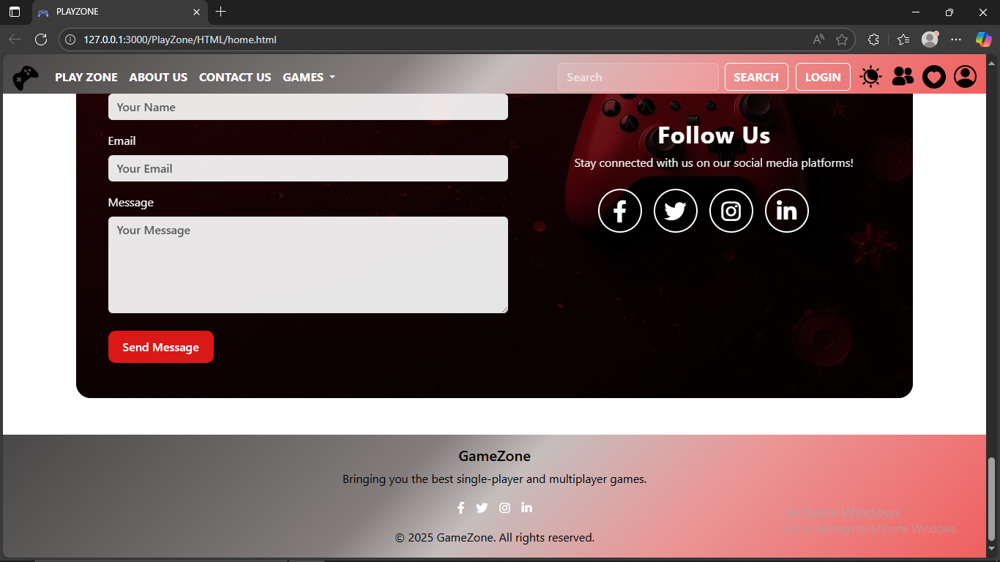 PLAYZONE
127.0.0.1:3000/PlayZone/HTML/home.html
PLAY ZONE ABOUT US CONTACT US GAMES Search SEARCH LOGIN
Your Name
Email
Your Email
Message
Your Message
Send Message
Follow Us
Stay connected with us on our social media platforms!
GameZone
Bringing you the best single-player and multiplayer games.
© 2025 GameZone. All rights reserved.
Activate Windows
Go to Settings to activate Windows.